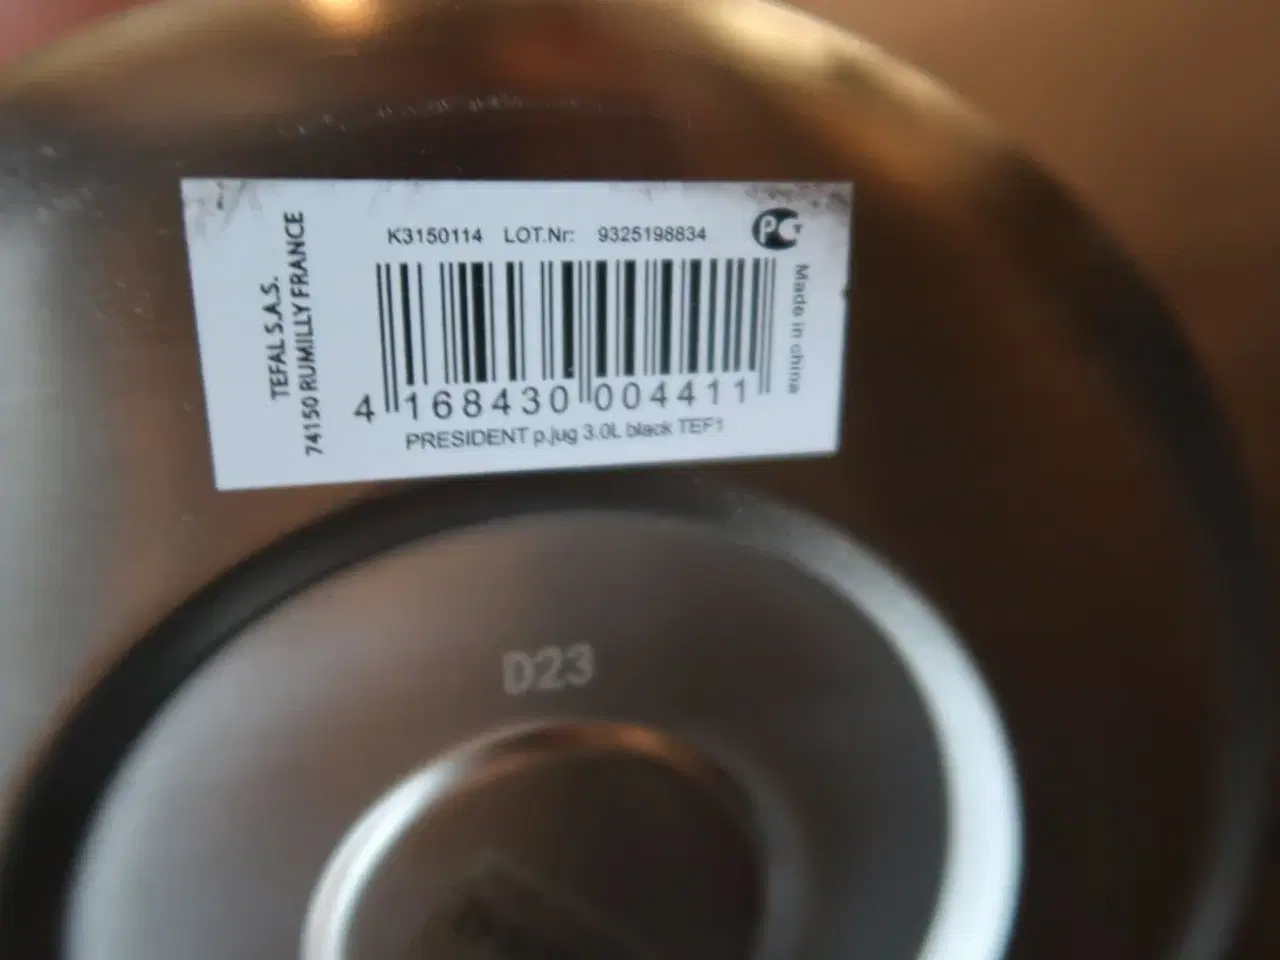 K3150114 LOT.Nr: 9325198834
TEFAL S.A.S.
74150 RUMILLY FRANCE
Made in china
4 168430 004411
PRESIDENT p.jug 3.0L black TEF1
D23